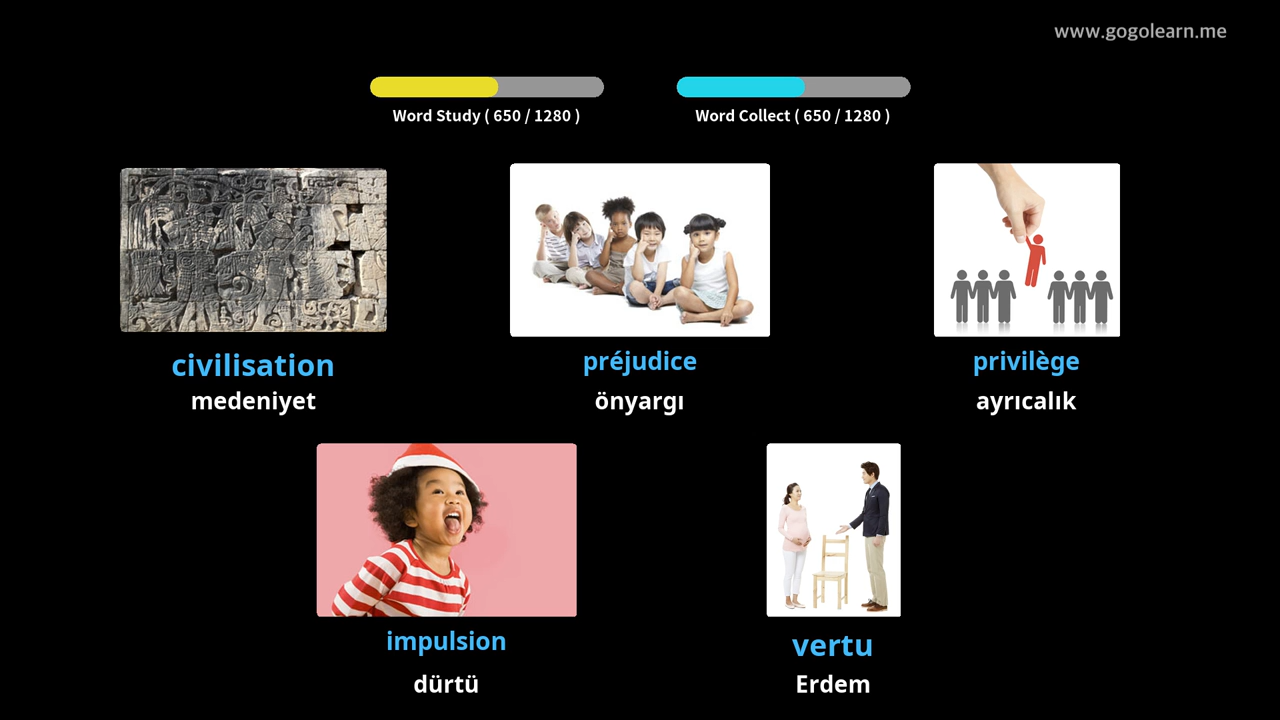 www.gogolearn.me
Word Study ( 650 / 1280 )
Word Collect ( 650 / 1280 )
civilisation
medeniyet
préjudice
önyargı
privilège
ayrıcalık
impulsion
dürtü
vertu
Erdem